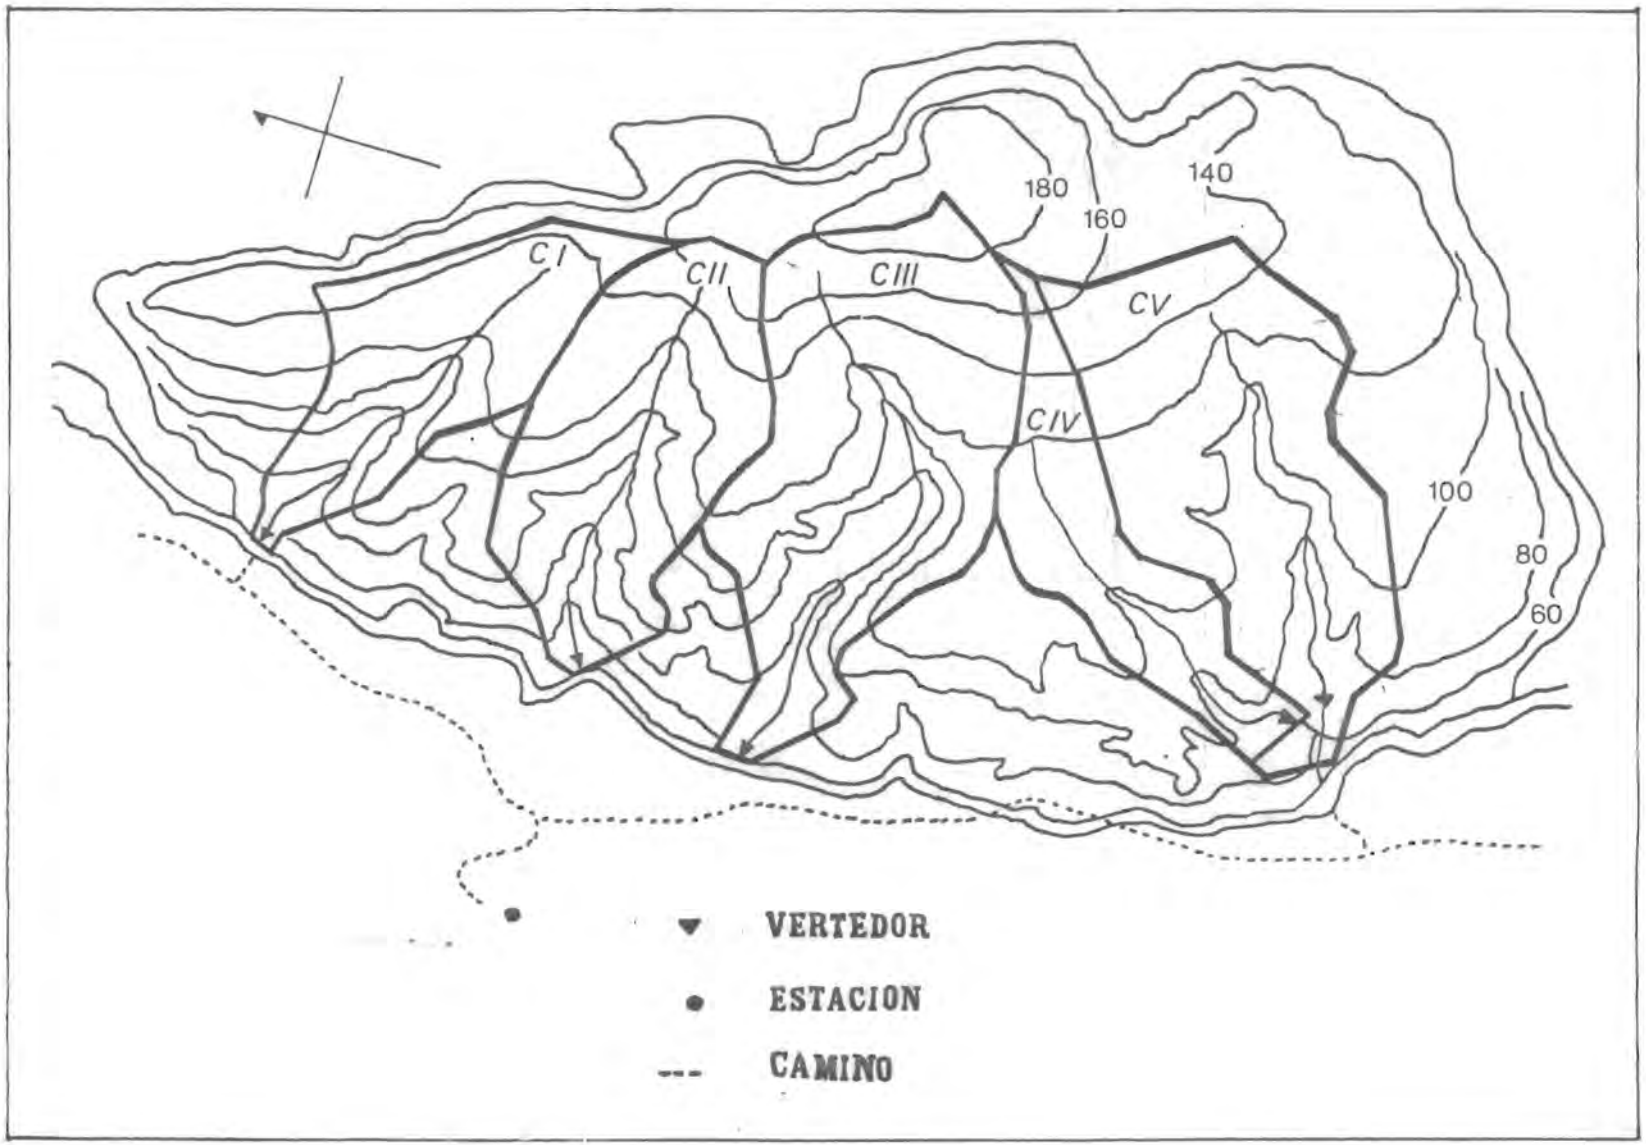 180
140
160
C I
C II
C III
C V
C IV
100
80
60
VERTEDOR
ESTACION
CAMINO